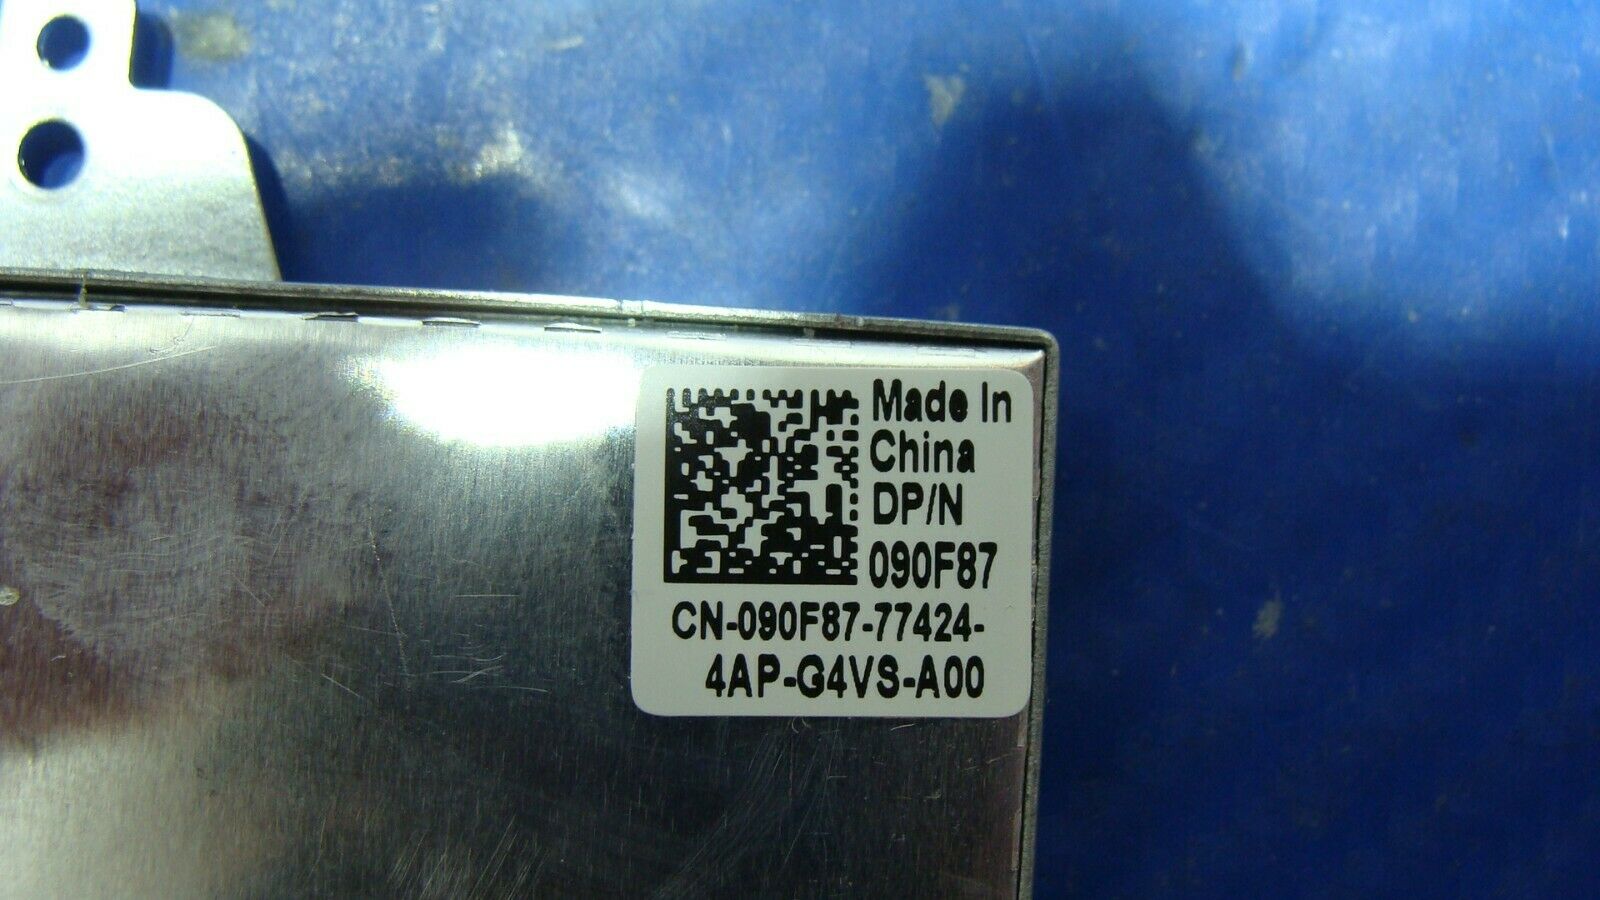 Made In
China
DP/N
090F87
CN-090F87-77424-
4AP-G4VS-A00